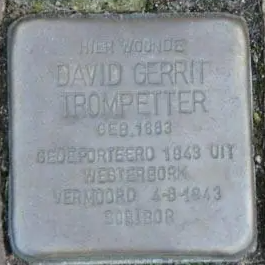 HIER WOONDE
DAVID GERRIT
TROMPETTER
GEB.1883
GEDEPORTEERD 1943 UIT
WESTERBORK
VERMOORD 4-6-1943
SOBIBOR